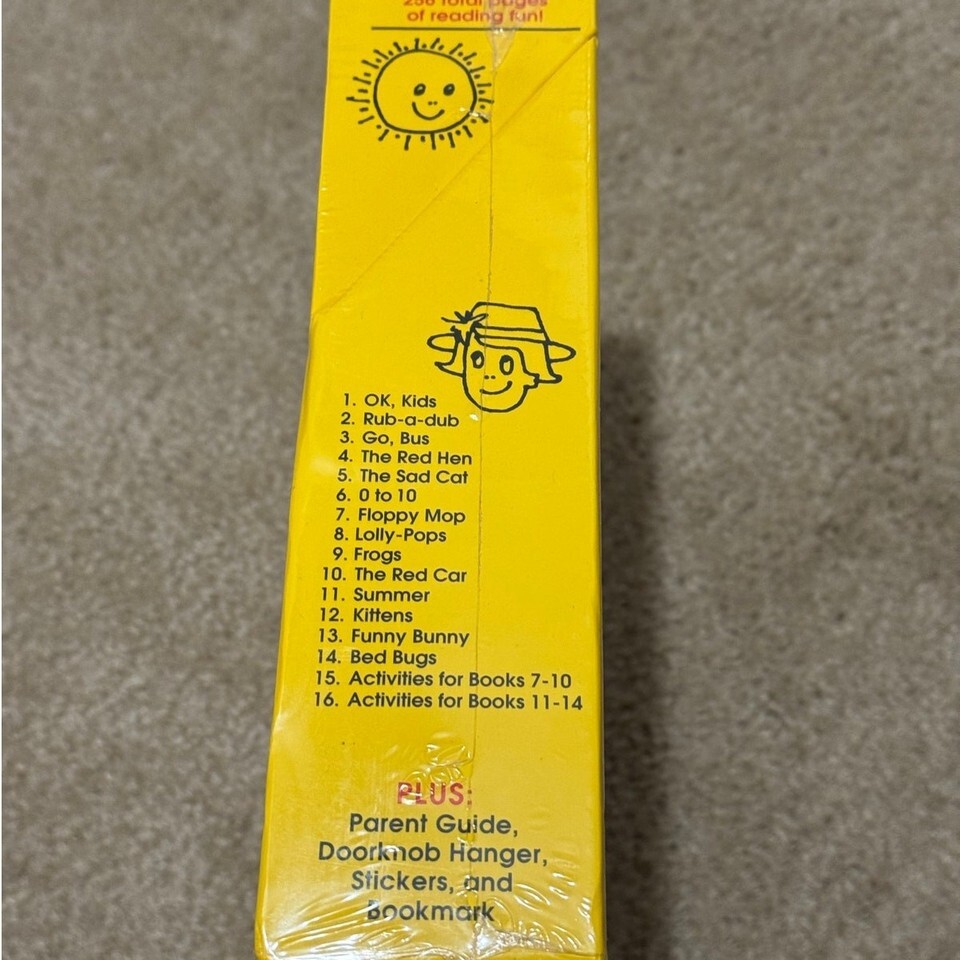 256 total pages
of reading fun!
1. OK, Kids
2. Rub-a-dub
3. Go, Bus
4. The Red Hen
5. The Sad Cat
6. 0 to 10
7. Floppy Mop
8. Lolly-Pops
9. Frogs
10. The Red Car
11. Summer
12. Kittens
13. Funny Bunny
14. Bed Bugs
15. Activities for Books 7-10
16. Activities for Books 11-14
PLUS:
Parent Guide,
Doorknob Hanger,
Stickers, and
Bookmark